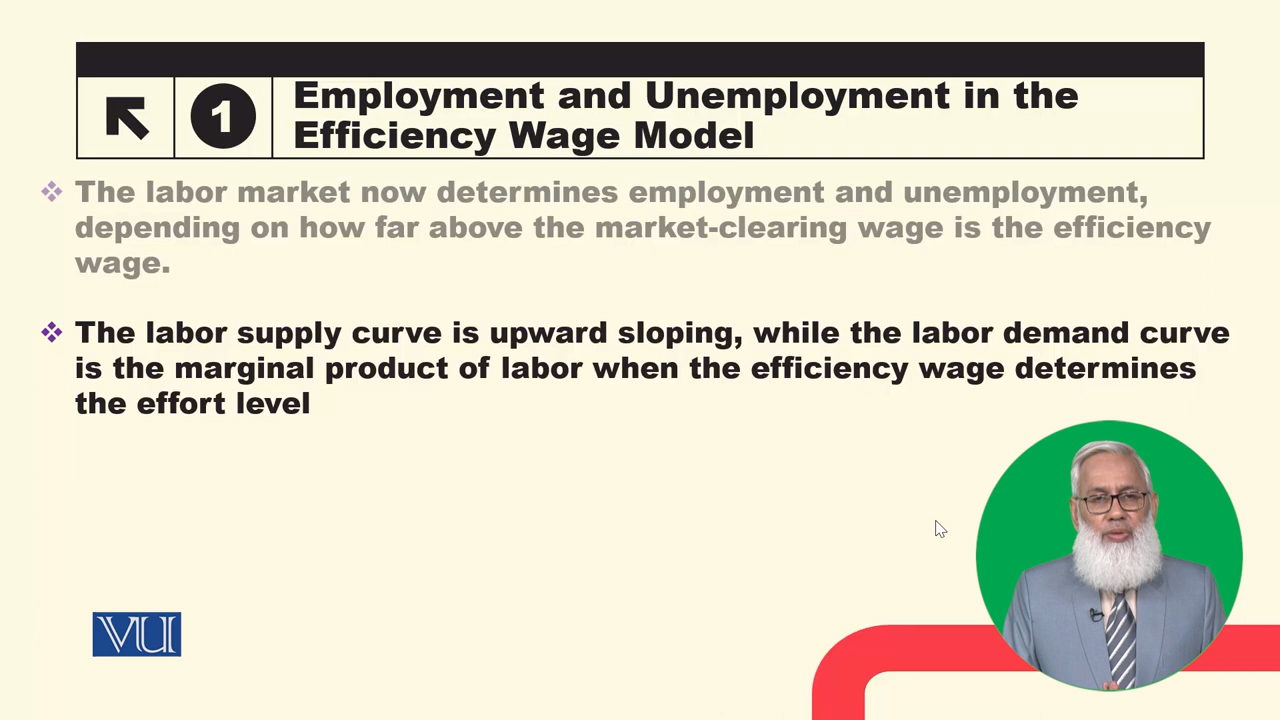 1
Employment and Unemployment in the
Efficiency Wage Model
The labor market now determines employment and unemployment,
depending on how far above the market-clearing wage is the efficiency
wage.
The labor supply curve is upward sloping, while the labor demand curve
is the marginal product of labor when the efficiency wage determines
the effort level
VU